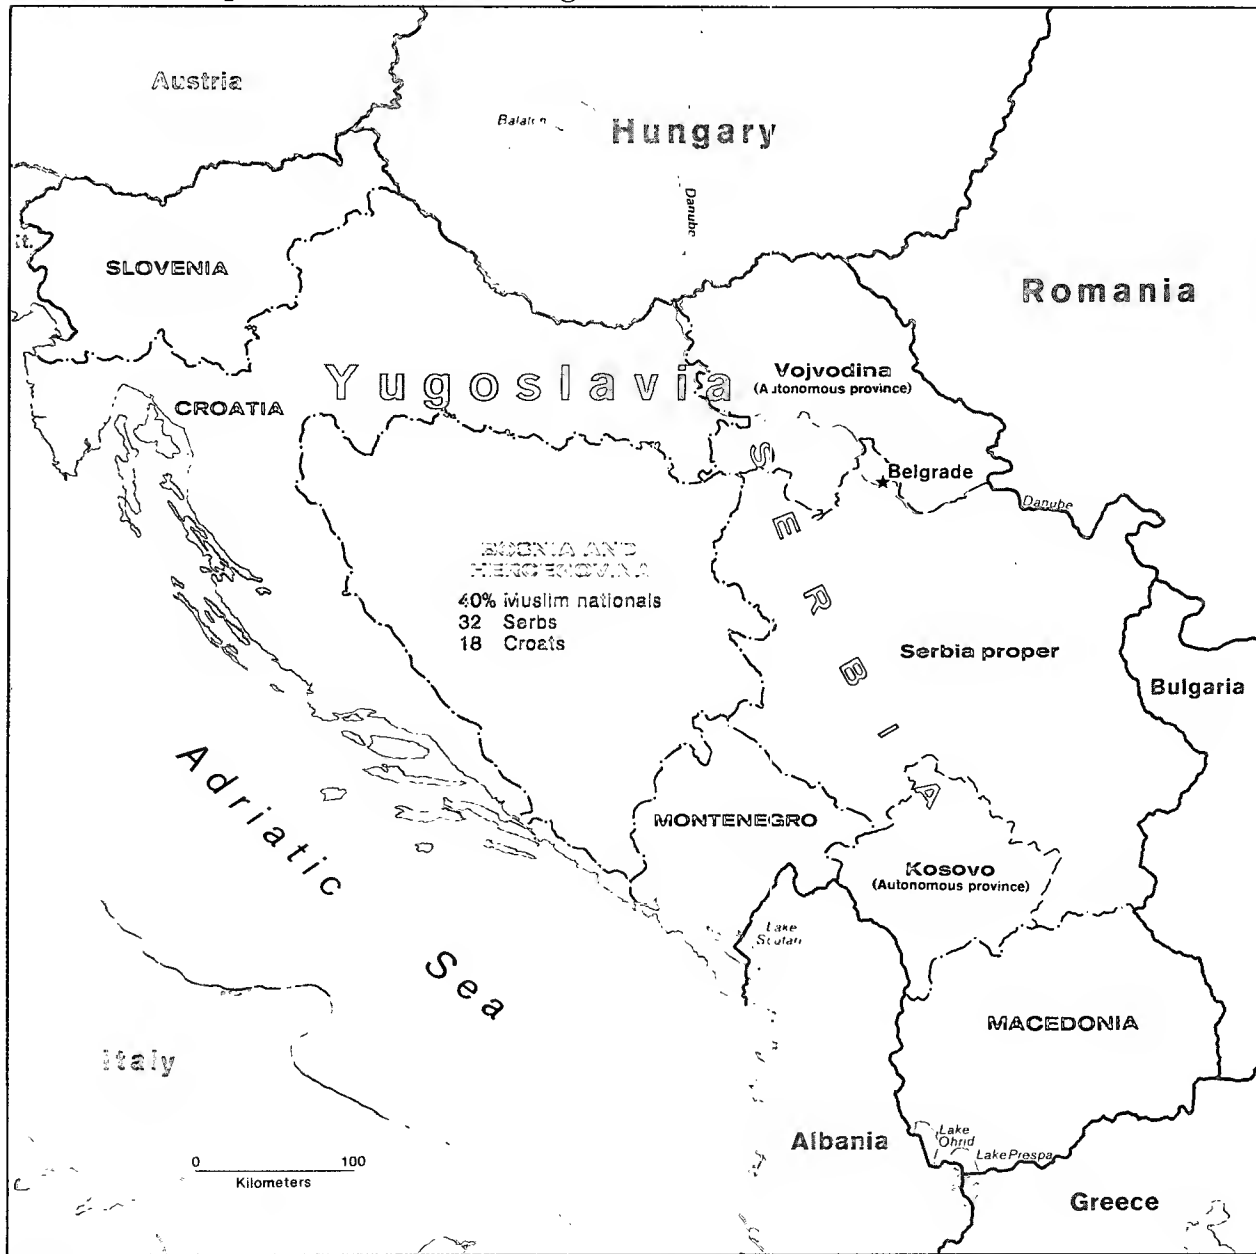 Austria
Balaton
Hungary
Danube
It.
SLOVENIA
Romania
Yugoslavia
Vojvodina
(Autonomous province)
CROATIA
Belgrade
Danube
SERBIA
BOSNIA AND
HERCEGOVINA
40% Muslim nationals
32 Serbs
18 Croats
Serbia proper
Bulgaria
Adriatic
Sea
MONTENEGRO
Kosovo
(Autonomous province)
Lake
Scutari
MACEDONIA
Italy
Albania
Lake
Ohrid
Lake Prespa
Greece
0 100
Kilometers